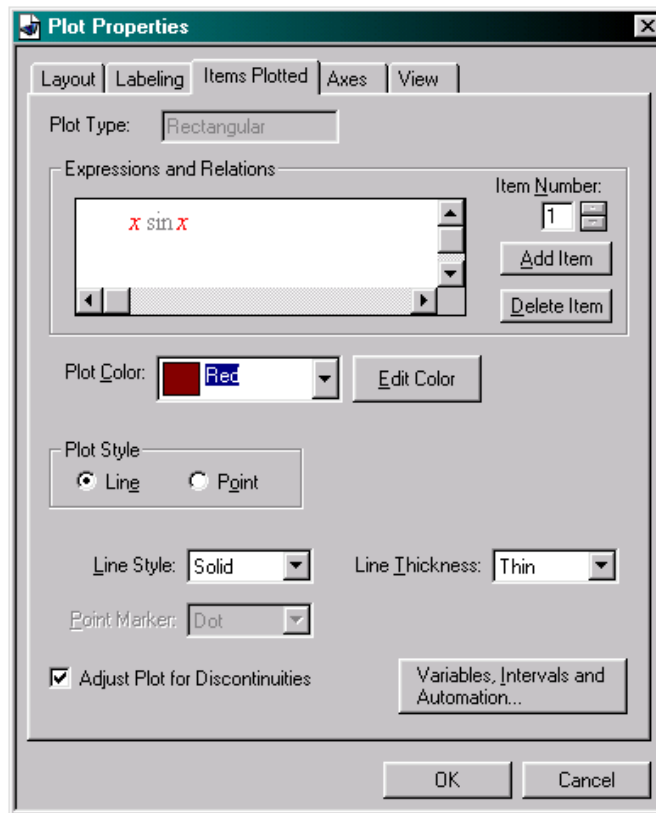 Plot Properties
Layout Labeling Items Plotted Axes View
Plot Type: Rectangular
Expressions and Relations
Item Number:
x sin x
1
Add Item
Delete Item
Plot Color: Red Edit Color
Plot Style
Line Point
Line Style: Solid Line Thickness: Thin
Point Marker: Dot
Adjust Plot for Discontinuities
Variables, Intervals and
Automation...
OK Cancel